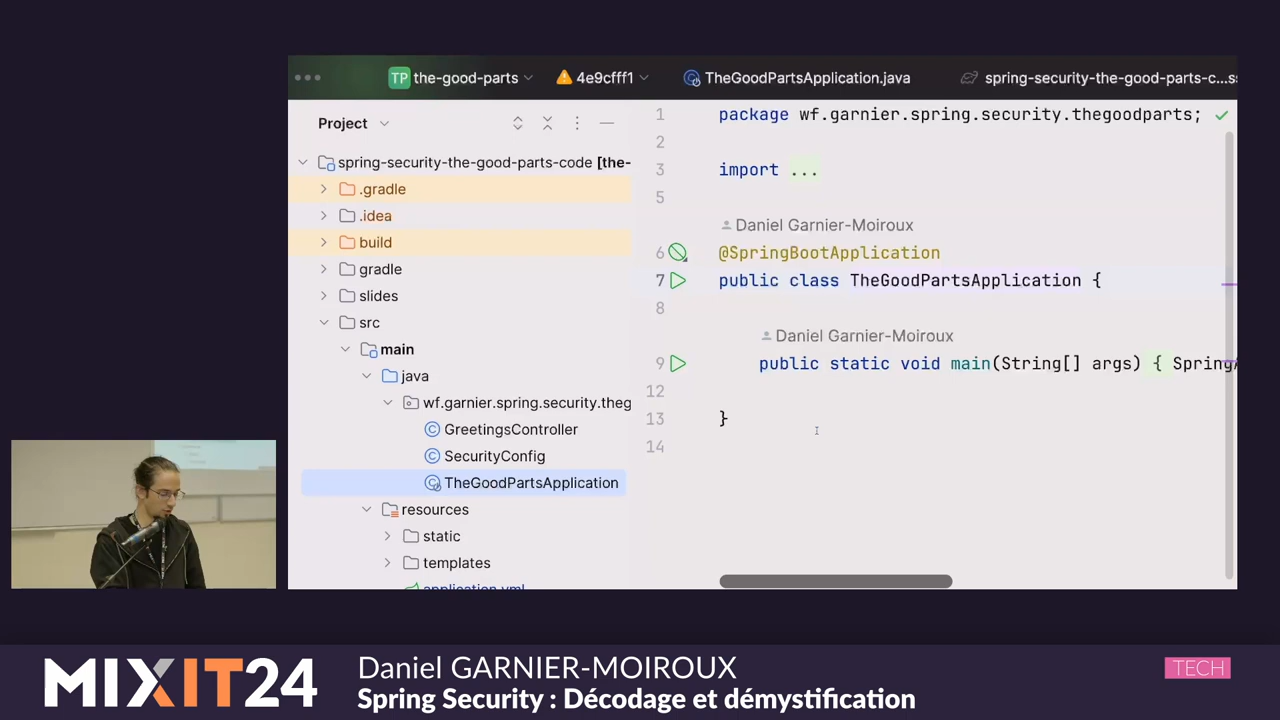 TP the-good-parts
4e9cfff1
TheGoodPartsApplication.java
spring-security-the-good-parts-c...
Project
spring-security-the-good-parts-code [the-
.gradle
.idea
build
gradle
slides
src
main
java
wf.garnier.spring.security.theg
GreetingsController
SecurityConfig
TheGoodPartsApplication
resources
static
templates
application.yml
1 package wf.garnier.spring.security.thegoodparts;
2
3 import ...
5
Daniel Garnier-Moiroux
6 @SpringBootApplication
7 public class TheGoodPartsApplication {
8
Daniel Garnier-Moiroux
9 public static void main(String[] args) { Spring
12
13 }
14
MIXIT24
Daniel GARNIER-MOIROUX
Spring Security : Décodage et démystification
TECH